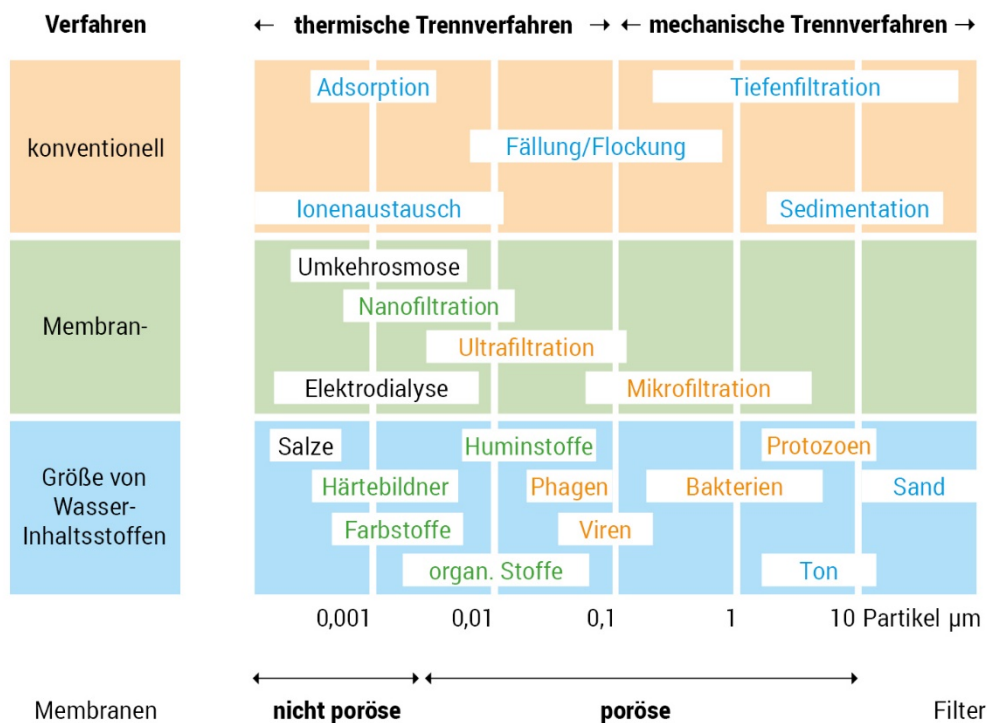 Verfahren ← thermische Trennverfahren → ← mechanische Trennverfahren →
konventionell
Adsorption Tiefenfiltration
Fällung/Flockung
Ionenaustausch Sedimentation
Membran-
Umkehrosmose
Nanofiltration
Ultrafiltration
Elektrodialyse Mikrofiltration
Größe von
Wasser-
Inhaltsstoffen
Salze Huminstoffe Protozoen
Härtebildner Phagen Bakterien Sand
Farbstoffe Viren
organ. Stoffe Ton
0,001 0,01 0,1 1 10 Partikel µm
Membranen nicht poröse poröse Filter